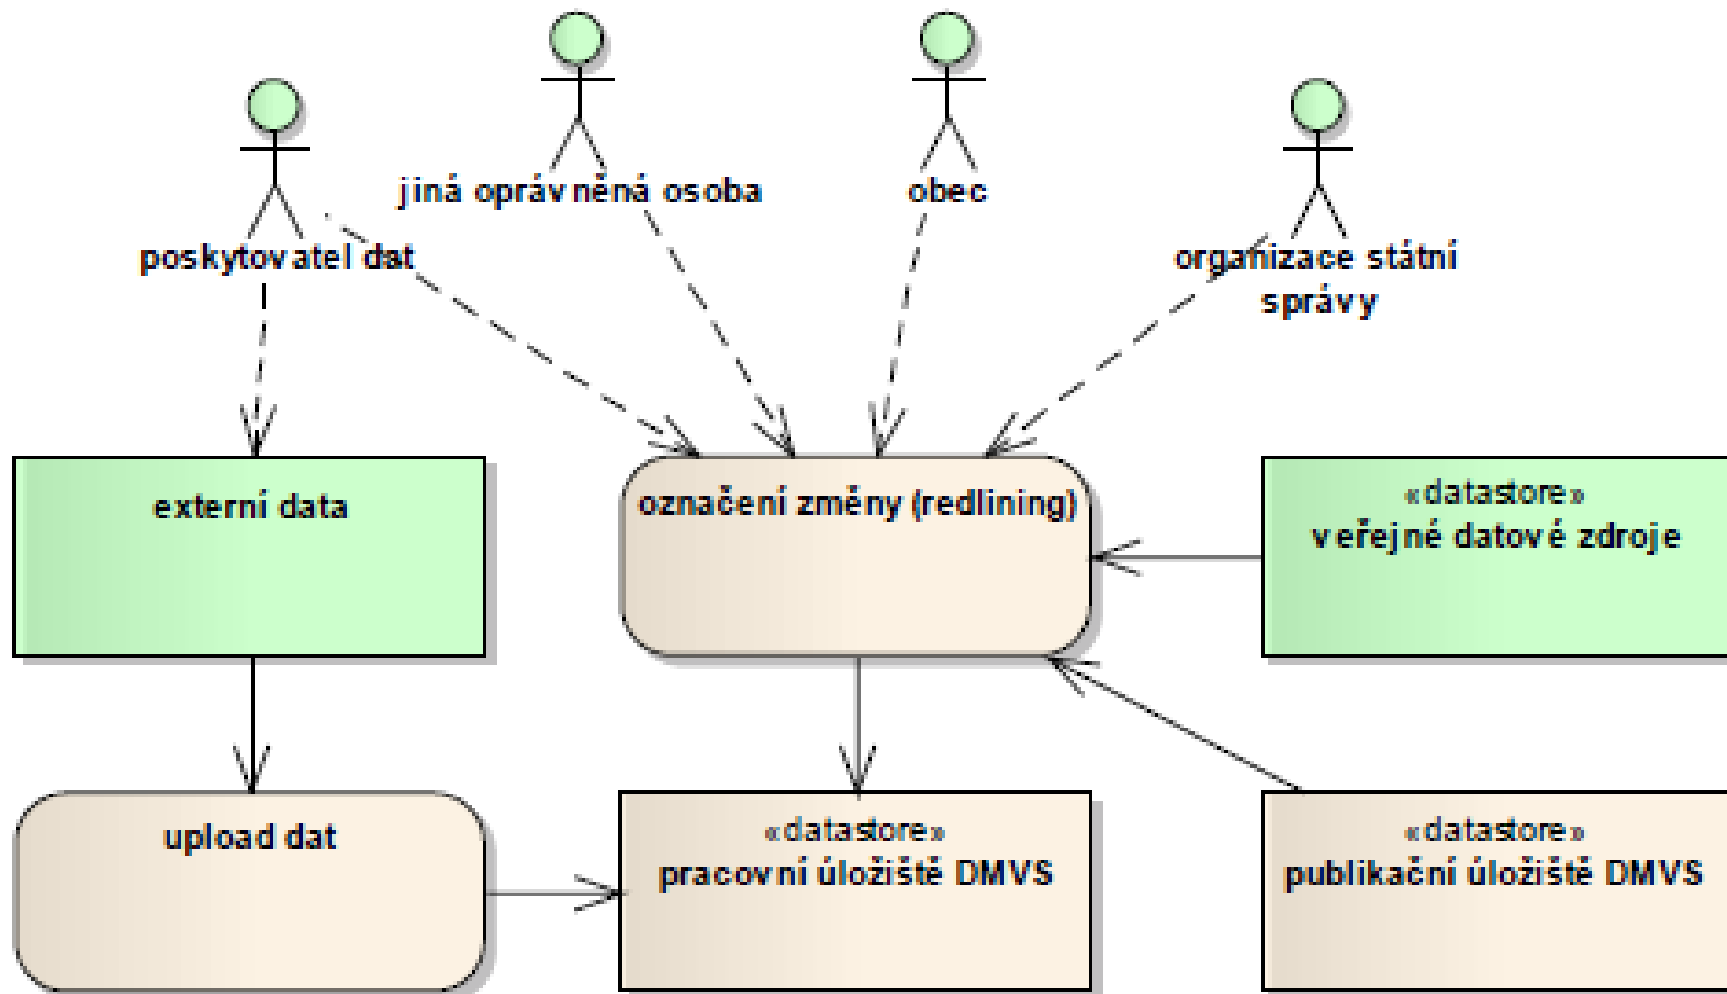 jiná oprávněná osoba
obec
poskytovatel dat
organizace státní
správy
externí data
označení změny (redlining)
«datastore»
veřejné datové zdroje
upload dat
«datastore»
pracovní úložiště DMVS
«datastore»
publikační úložiště DMVS